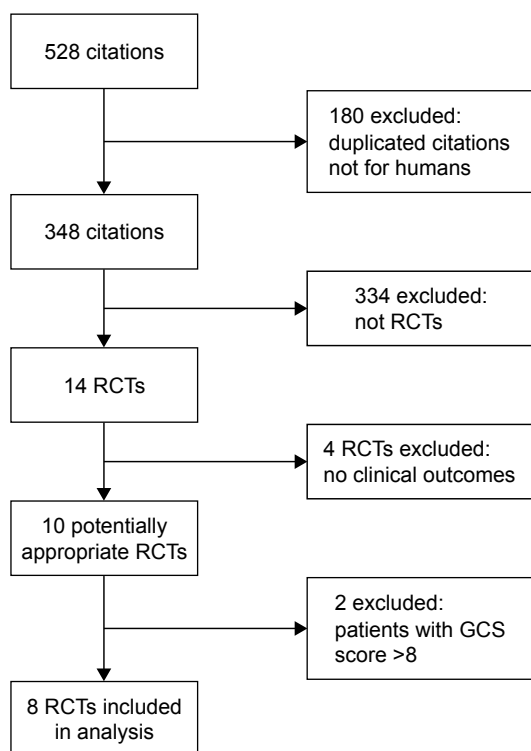 528 citations
180 excluded:
duplicated citations
not for humans
348 citations
334 excluded:
not RCTs
14 RCTs
4 RCTs excluded:
no clinical outcomes
10 potentially
appropriate RCTs
2 excluded:
patients with GCS
score >8
8 RCTs included
in analysis